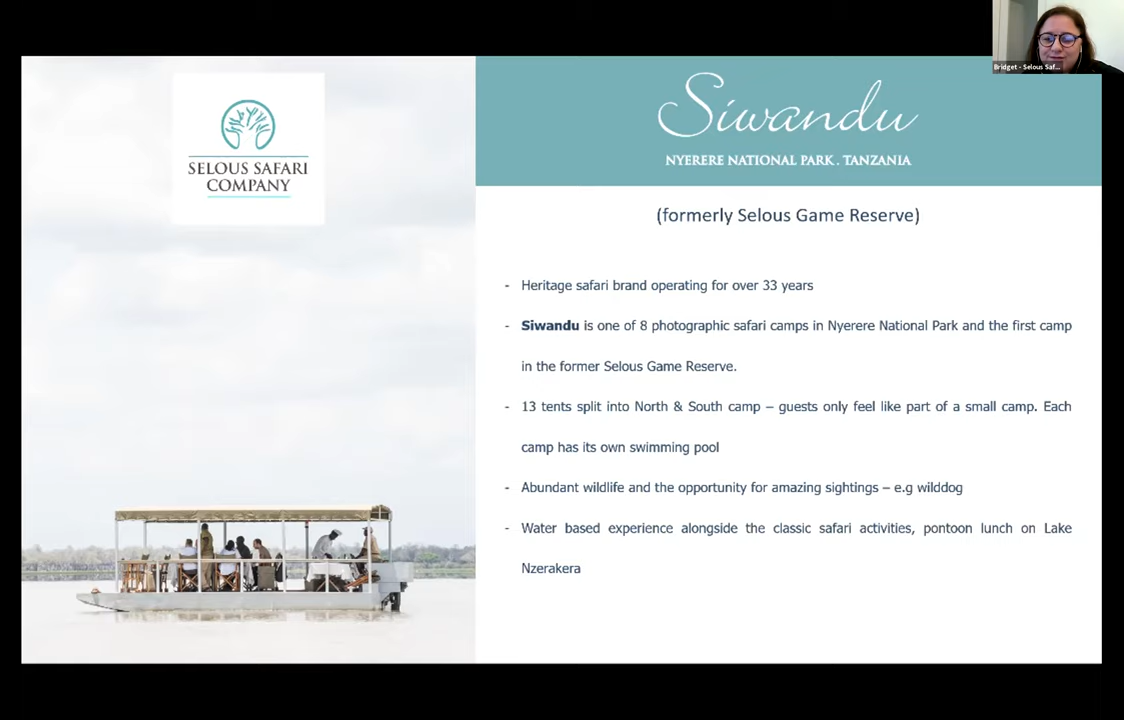 Bridget - Selous Saf...
SELOUS SAFARI
COMPANY
Siwandu
NYERERE NATIONAL PARK . TANZANIA
(formerly Selous Game Reserve)
- Heritage safari brand operating for over 33 years
- Siwandu is one of 8 photographic safari camps in Nyerere National Park and the first camp
in the former Selous Game Reserve.
- 13 tents split into North & South camp – guests only feel like part of a small camp. Each
camp has its own swimming pool
- Abundant wildlife and the opportunity for amazing sightings – e.g wilddog
- Water based experience alongside the classic safari activities, pontoon lunch on Lake
Nzerakera